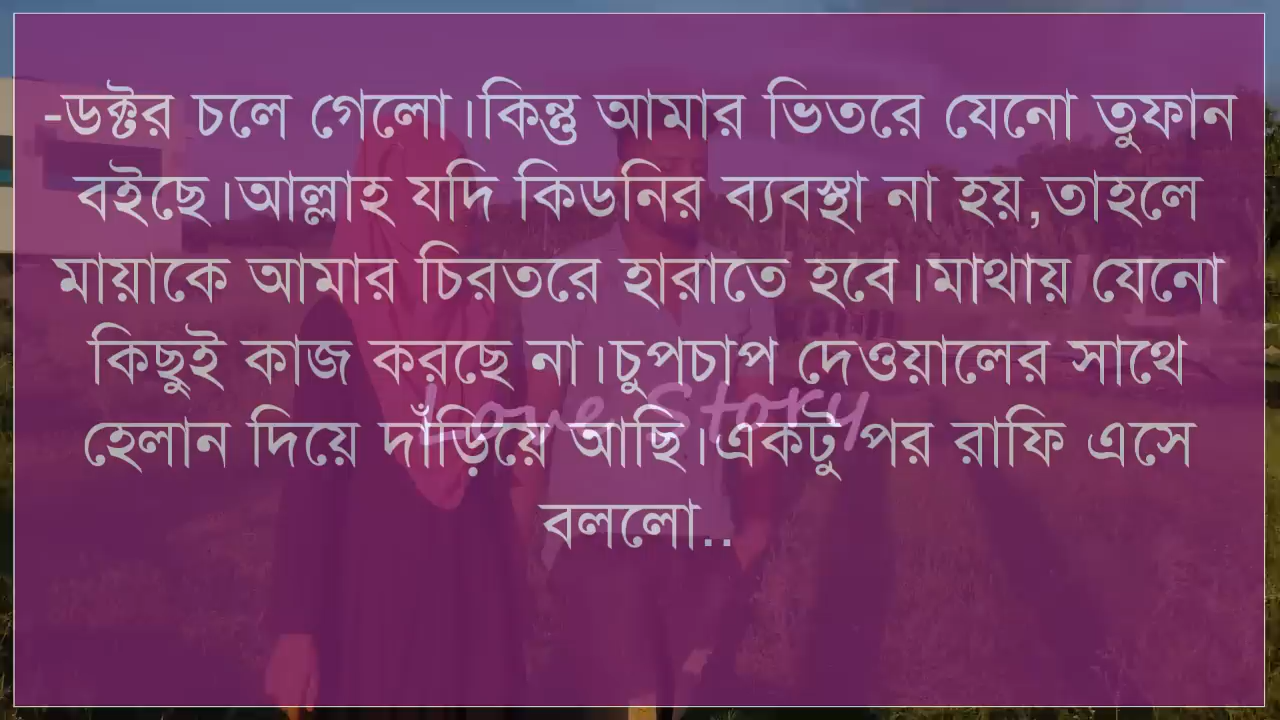 -ডক্টর চলে গেলো।কিন্তু আমার ভিতরে যেনো তুফান
বইছে।আল্লাহ যদি কিডনির ব্যবস্থা না হয়,তাহলে
মায়াকে আমার চিরতরে হারাতে হবে।মাথায় যেনো
কিছুই কাজ করছে না।চুপচাপ দেওয়ালের সাথে
হেলান দিয়ে দাঁড়িয়ে আছি।একটু পর রাফি এসে
বললো..
Love Story